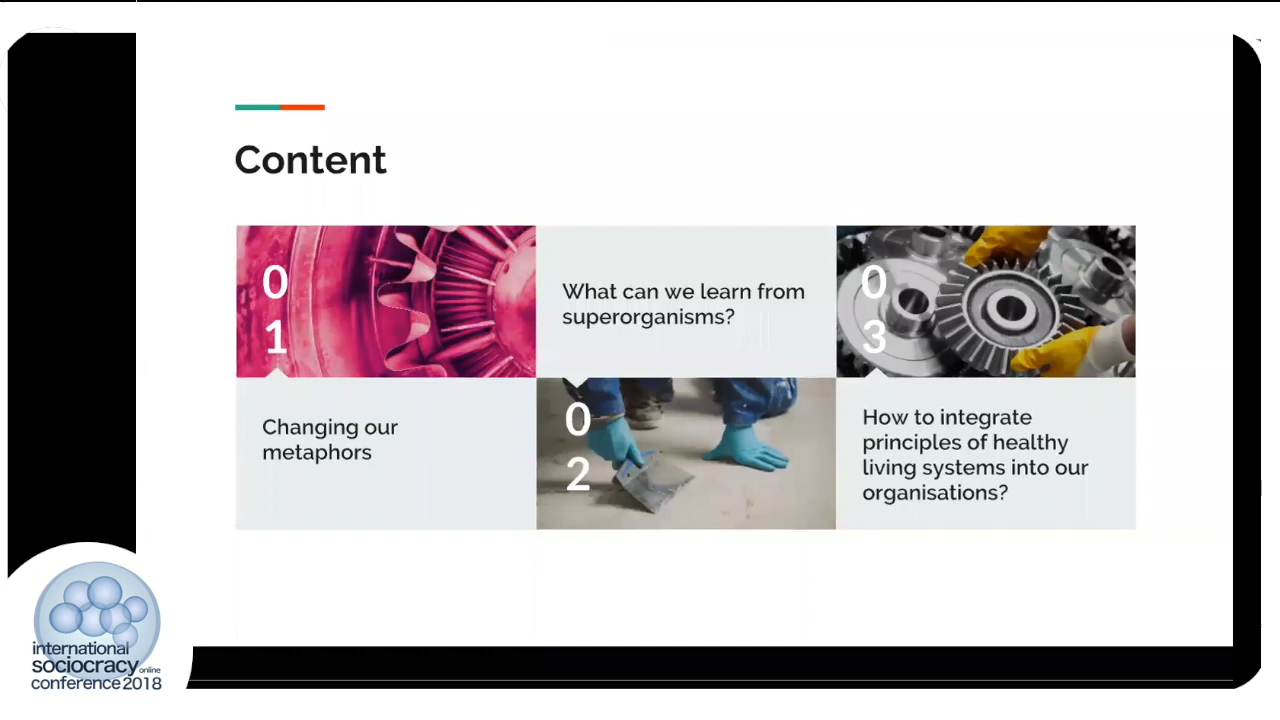 Content
0
1
Changing our
metaphors
What can we learn from
superorganisms?
0
2
0
3
How to integrate
principles of healthy
living systems into our
organisations?
international
sociocracy online
conference 2018